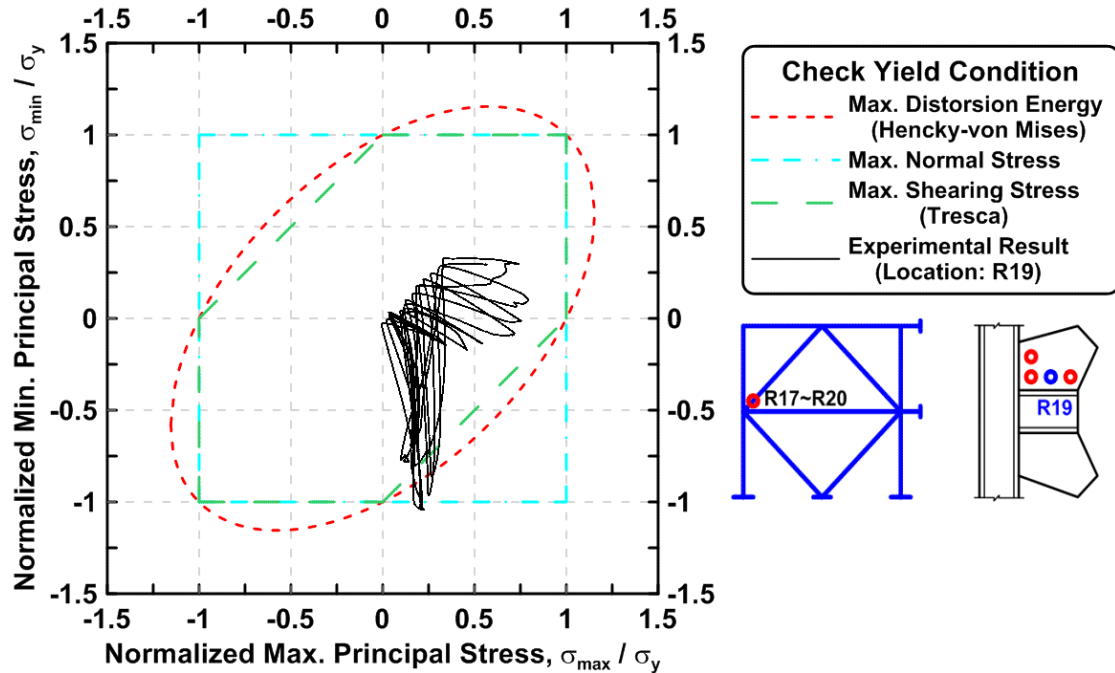 -1.5 -1 -0.5 0 0.5 1 1.5
1.5 1.5
1 1
0.5 0.5
0 0
-0.5 -0.5
-1 -1
-1.5 -1.5
-1.5 -1 -0.5 0 0.5 1 1.5
Normalized Min. Principal Stress, σmin / σy
Normalized Max. Principal Stress, σmax / σy
Check Yield Condition
Max. Distorsion Energy
(Hencky-von Mises)
Max. Normal Stress
Max. Shearing Stress
(Tresca)
Experimental Result
(Location: R19)
R17~R20
R19